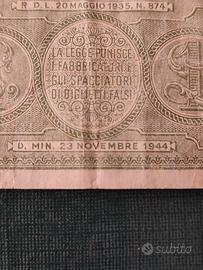 R. D. L. 20 MAGGIO 1935, N. 874
LA LEGGE PUNISCE
I FABBRICATORI E
GLI SPACCIATORI
DI BIGLIETTI FALSI
D. MIN. 23 NOVEMBRE 1944
subito